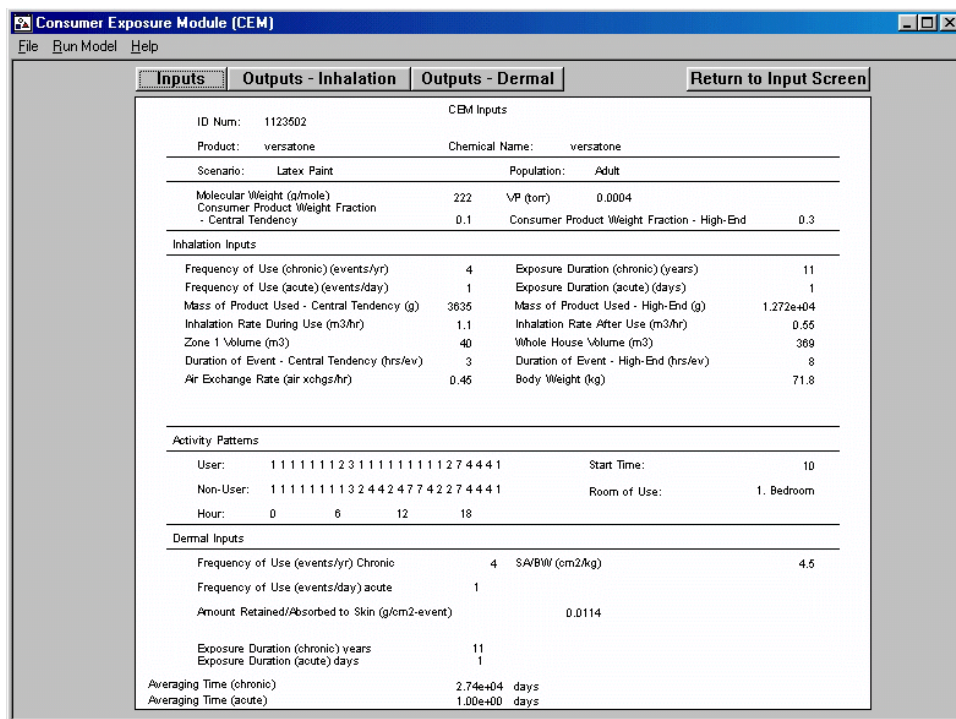 Consumer Exposure Module (CEM)
File Run Model Help
Inputs Outputs - Inhalation Outputs - Dermal Return to Input Screen
CEM Inputs
ID Num: 1123502
Product: versatone Chemical Name: versatone
Scenario: Latex Paint Population: Adult
Molecular Weight (g/mole) 222 VP (torr) 0.0004
Consumer Product Weight Fraction
- Central Tendency 0.1 Consumer Product Weight Fraction - High-End 0.3
Inhalation Inputs
Frequency of Use (chronic) (events/yr) 4 Exposure Duration (chronic) (years) 11
Frequency of Use (acute) (events/day) 1 Exposure Duration (acute) (days) 1
Mass of Product Used - Central Tendency (g) 3635 Mass of Product Used - High-End (g) 1.272e+04
Inhalation Rate During Use (m3/hr) 1.1 Inhalation Rate After Use (m3/hr) 0.55
Zone 1 Volume (m3) 40 Whole House Volume (m3) 369
Duration of Event - Central Tendency (hrs/ev) 3 Duration of Event - High-End (hrs/ev) 8
Air Exchange Rate (air xchgs/hr) 0.45 Body Weight (kg) 71.8
Activity Patterns
User: 1 1 1 1 1 1 1 2 3 1 1 1 1 1 1 1 1 1 2 7 4 4 4 1 Start Time: 10
Non-User: 1 1 1 1 1 1 1 1 3 2 4 4 2 4 7 7 4 2 2 7 4 4 4 1 Room of Use: 1. Bedroom
Hour: 0 6 12 18
Dermal Inputs
Frequency of Use (events/yr) Chronic 4 SA/BW (cm2/kg) 4.5
Frequency of Use (events/day) acute 1
Amount Retained/Absorbed to Skin (g/cm2-event) 0.0114
Exposure Duration (chronic) years 11
Exposure Duration (acute) days 1
Averaging Time (chronic) 2.74e+04 days
Averaging Time (acute) 1.00e+00 days